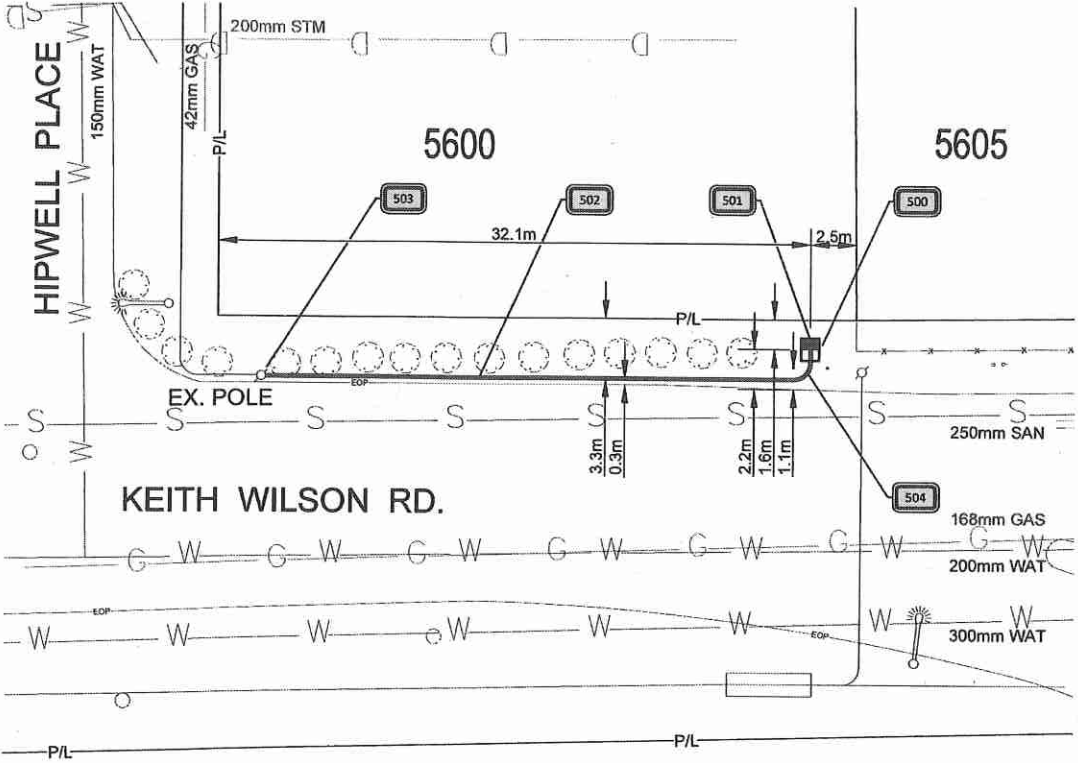 S
200mm STM
D D D D
HIPWELL PLACE
W
150mm WAT
W
W
W
42mm GAS
P/L
5600
5605
503
502
501
500
32.1m
2.5m
P/L
x x x x x
EOP
EX. POLE
S S S S S S S S
250mm SAN
3.3m
0.3m
2.2m
1.6m
1.1m
504
KEITH WILSON RD.
168mm GAS
G W G W G W G W G W G W G W
200mm WAT
EOP
W W W W W W W W
EOP
300mm WAT
P/L
P/L